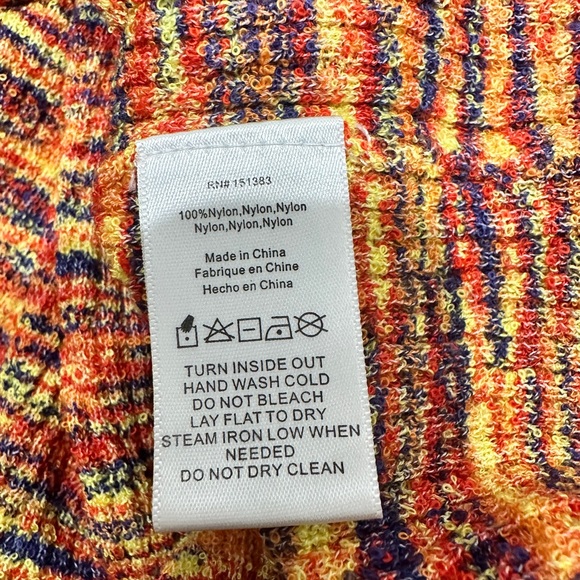 RN# 151383
100%Nylon,Nylon,Nylon
Nylon,Nylon,Nylon
Made in China
Fabrique en Chine
Hecho en China
TURN INSIDE OUT
HAND WASH COLD
DO NOT BLEACH
LAY FLAT TO DRY
STEAM IRON LOW WHEN
NEEDED
DO NOT DRY CLEAN